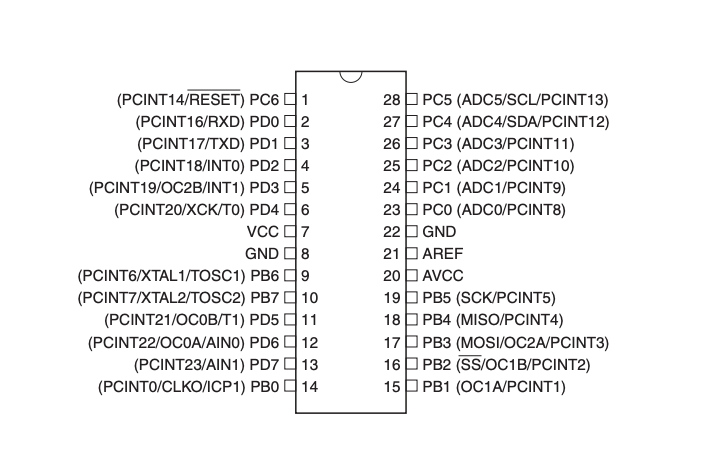 (PCINT14/RESET) PC6 1 28 PC5 (ADC5/SCL/PCINT13)
(PCINT16/RXD) PD0 2 27 PC4 (ADC4/SDA/PCINT12)
(PCINT17/TXD) PD1 3 26 PC3 (ADC3/PCINT11)
(PCINT18/INT0) PD2 4 25 PC2 (ADC2/PCINT10)
(PCINT19/OC2B/INT1) PD3 5 24 PC1 (ADC1/PCINT9)
(PCINT20/XCK/T0) PD4 6 23 PC0 (ADC0/PCINT8)
VCC 7 22 GND
GND 8 21 AREF
(PCINT6/XTAL1/TOSC1) PB6 9 20 AVCC
(PCINT7/XTAL2/TOSC2) PB7 10 19 PB5 (SCK/PCINT5)
(PCINT21/OC0B/T1) PD5 11 18 PB4 (MISO/PCINT4)
(PCINT22/OC0A/AIN0) PD6 12 17 PB3 (MOSI/OC2A/PCINT3)
(PCINT23/AIN1) PD7 13 16 PB2 (SS/OC1B/PCINT2)
(PCINT0/CLKO/ICP1) PB0 14 15 PB1 (OC1A/PCINT1)